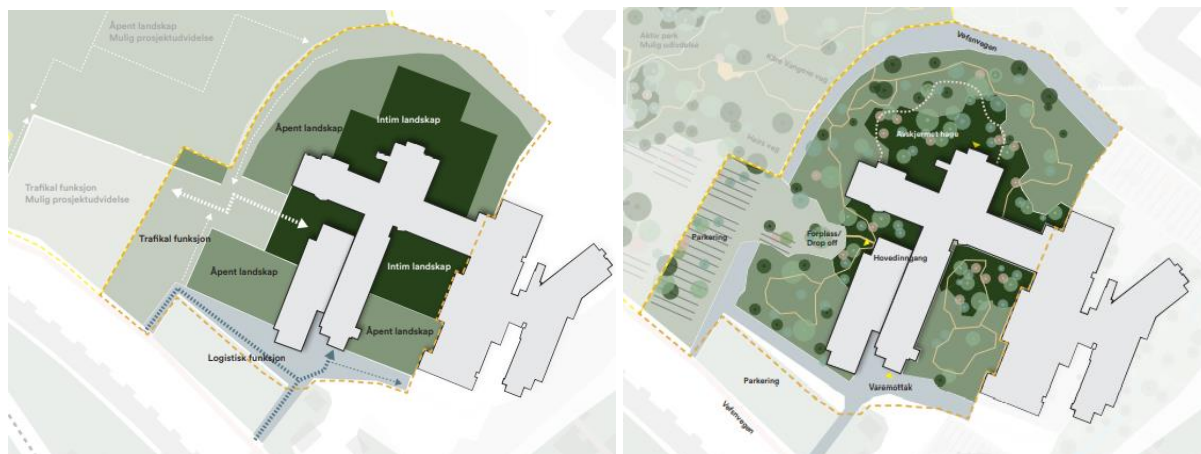 Åpent landskap
Mulig prosjektudvidelse
Åpent landskap
Intim landskap
Trafikal funksjon
Mulig prosjektudvidelse
Trafikal funksjon
Åpent landskap
Intim landskap
Åpent landskap
Logistisk funksjon
Aktiv park
Mulig udvidelse
Vefsnvegen
Avskjermet hage
Parkering
Forplass/
Drop off
Hovedinngang
Parkering
Varemottak
Vefsnvegen